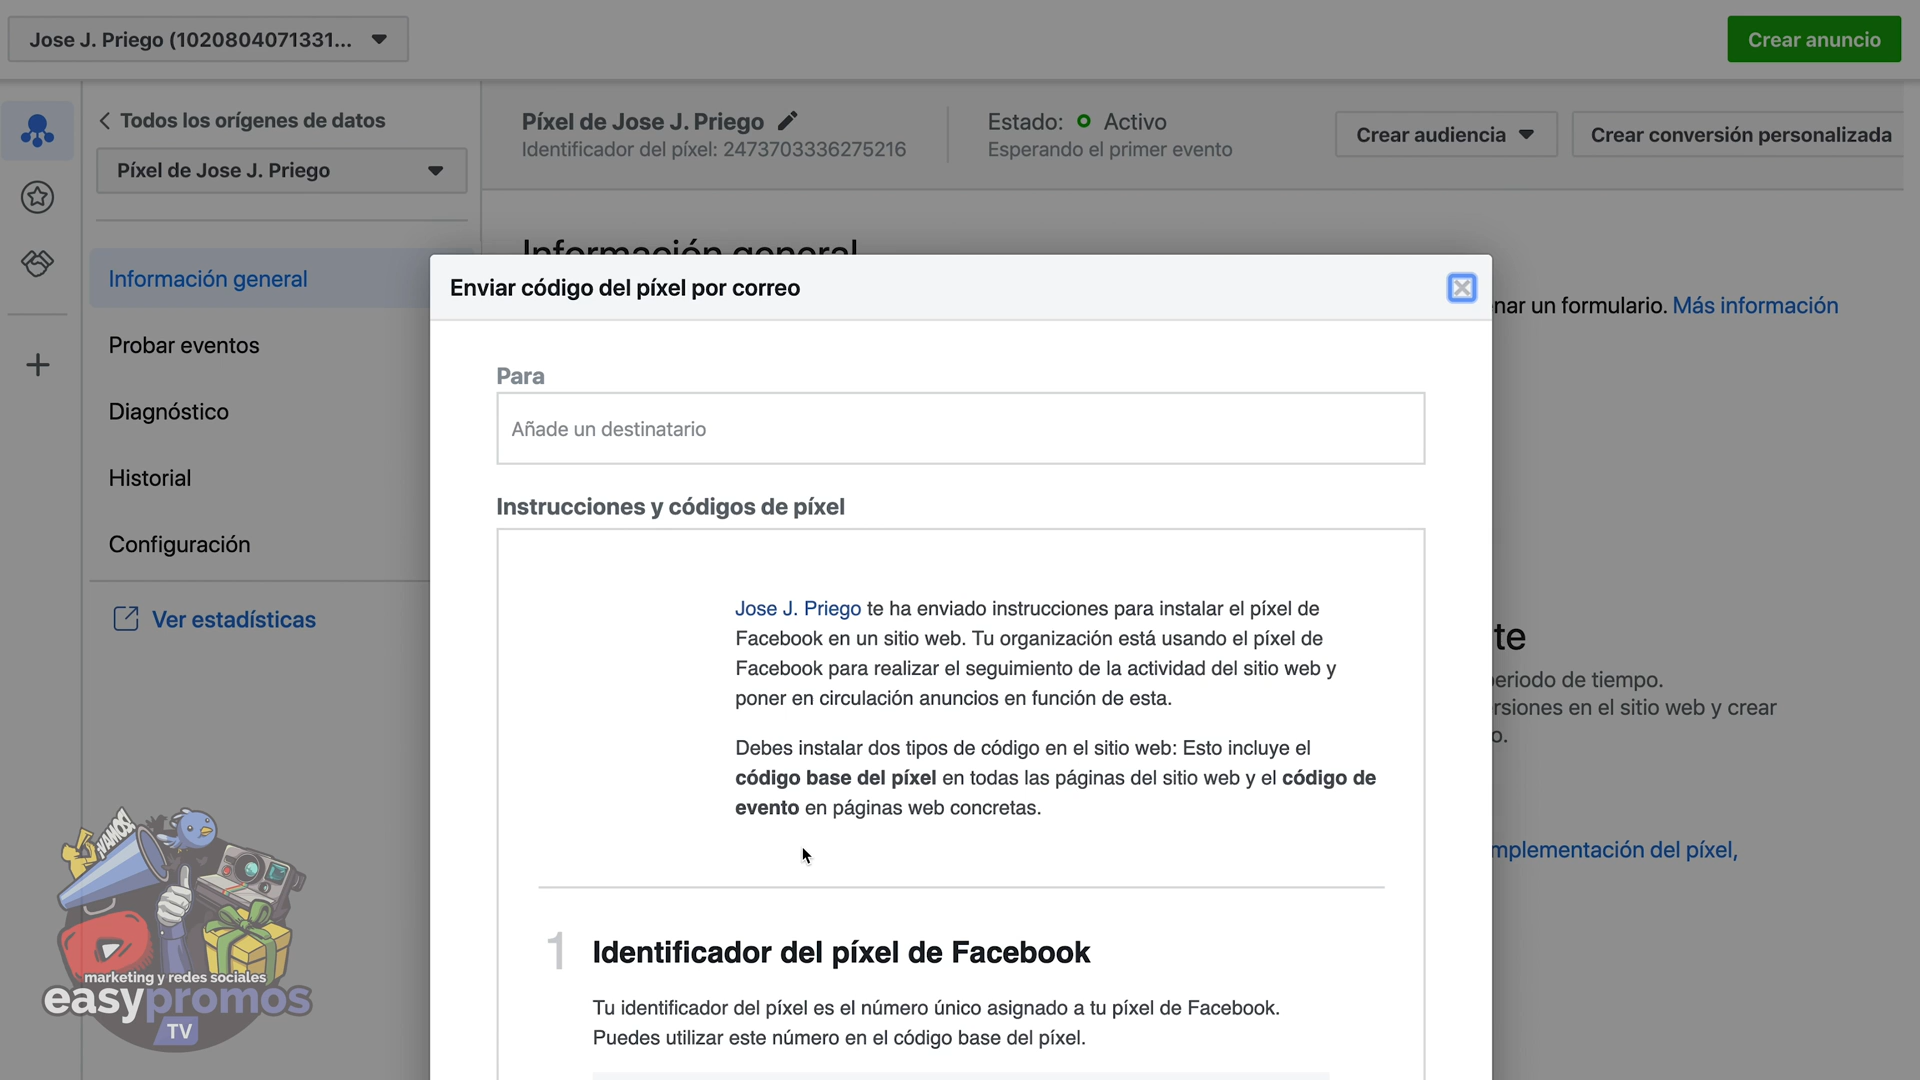 Jose J. Priego (1020804071331...
Crear anuncio
Todos los orígenes de datos
Píxel de Jose J. Priego
Píxel de Jose J. Priego
Identificador del píxel: 2473703336275216
Estado: Activo
Esperando el primer evento
Crear audiencia
Crear conversión personalizada
Información general
Probar eventos
Diagnóstico
Historial
Configuración
Ver estadísticas
Información general
nar un formulario. Más información
Enviar código del píxel por correo
Para
Añade un destinatario
Instrucciones y códigos de píxel
Jose J. Priego te ha enviado instrucciones para instalar el píxel de
Facebook en un sitio web. Tu organización está usando el píxel de
Facebook para realizar el seguimiento de la actividad del sitio web y
poner en circulación anuncios en función de esta.
Debes instalar dos tipos de código en el sitio web: Esto incluye el
código base del píxel en todas las páginas del sitio web y el código de
evento en páginas web concretas.
1 Identificador del píxel de Facebook
Tu identificador del píxel es el número único asignado a tu píxel de Facebook.
Puedes utilizar este número en el código base del píxel.
te
eriodo de tiempo.
rsiones en el sitio web y crear
o.
mplementación del píxel,
¡VAMOS!
marketing y redes sociales
easypromos
TV